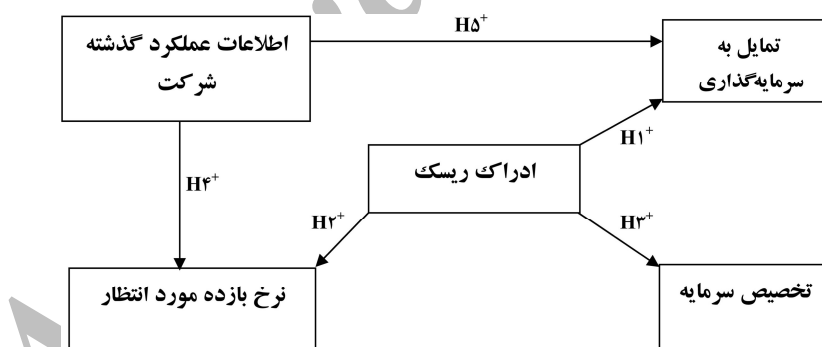 H۵+
اطلاعات عملکرد گذشته
شرکت
تمایل به
سرمایه‌گذاری
H۱+
ادراک ریسک
H۴+
H۲+
H۳+
نرخ بازده مورد انتظار
تخصیص سرمایه